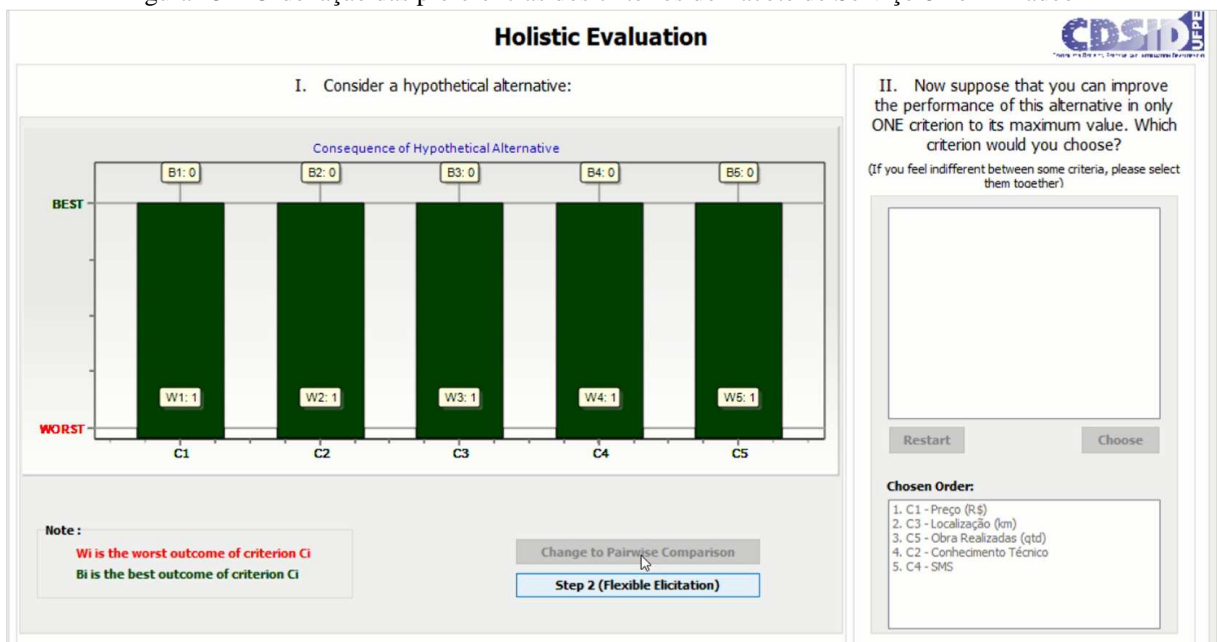 Holistic Evaluation
CDSID
UFPE
I. Consider a hypothetical alternative:
Consequence of Hypothetical Alternative
B1: 0
B2: 0
B3: 0
B4: 0
B5: 0
BEST
W1: 1
W2: 1
W3: 1
W4: 1
W5: 1
WORST
C1
C2
C3
C4
C5
Note :
Wi is the worst outcome of criterion Ci
Bi is the best outcome of criterion Ci
Change to Pairwise Comparison
Step 2 (Flexible Elicitation)
II. Now suppose that you can improve
the performance of this alternative in only
ONE criterion to its maximum value. Which
criterion would you choose?
(If you feel indifferent between some criteria, please select
them together)
Restart
Choose
Chosen Order:
1. C1 - Preço (R$)
2. C3 - Localização (km)
3. C5 - Obra Realizadas (qtd)
4. C2 - Conhecimento Técnico
5. C4 - SMS